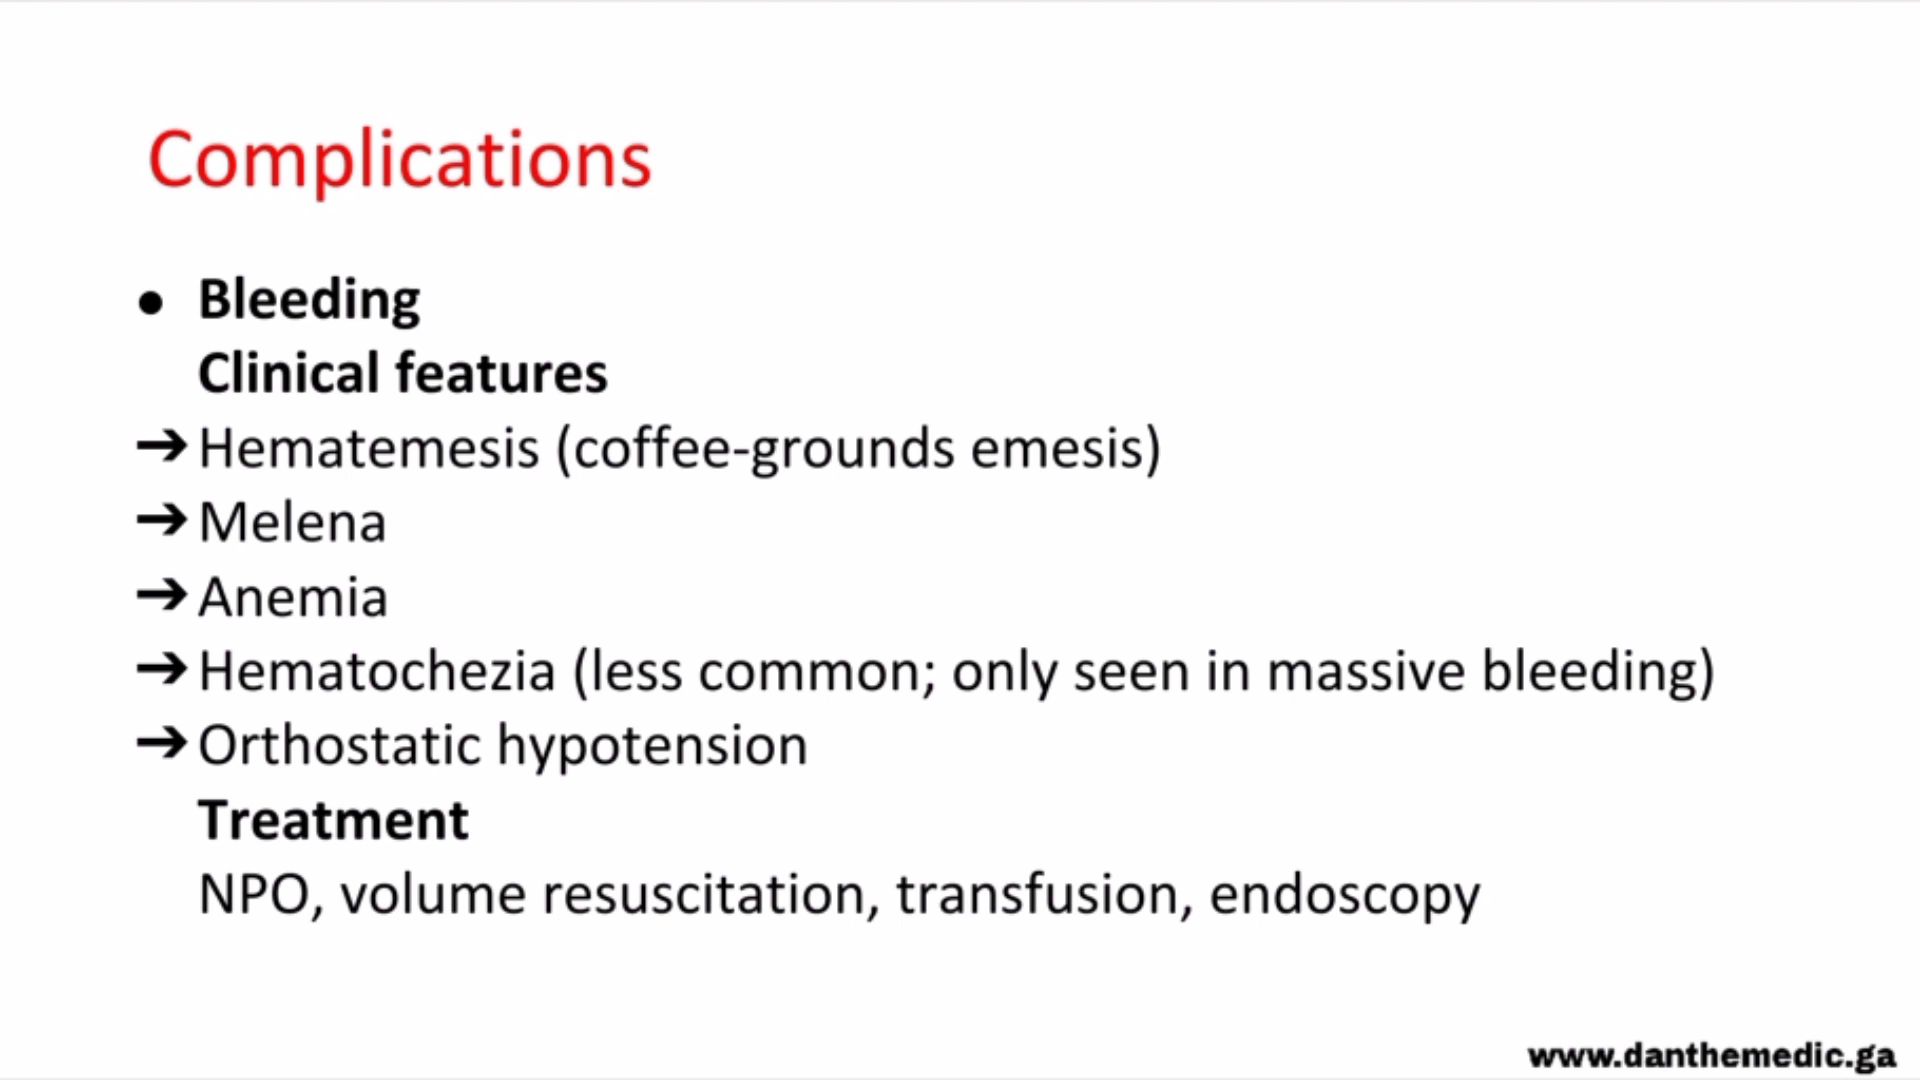 Complications
● Bleeding
Clinical features
➔ Hematemesis (coffee-grounds emesis)
➔ Melena
➔ Anemia
➔ Hematochezia (less common; only seen in massive bleeding)
➔ Orthostatic hypotension
Treatment
NPO, volume resuscitation, transfusion, endoscopy
www.danthemedic.ga